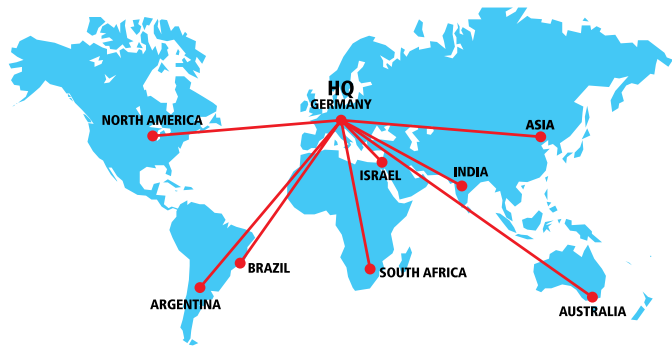 HQ
GERMANY
NORTH AMERICA
ASIA
ISRAEL
INDIA
BRAZIL
SOUTH AFRICA
ARGENTINA
AUSTRALIA